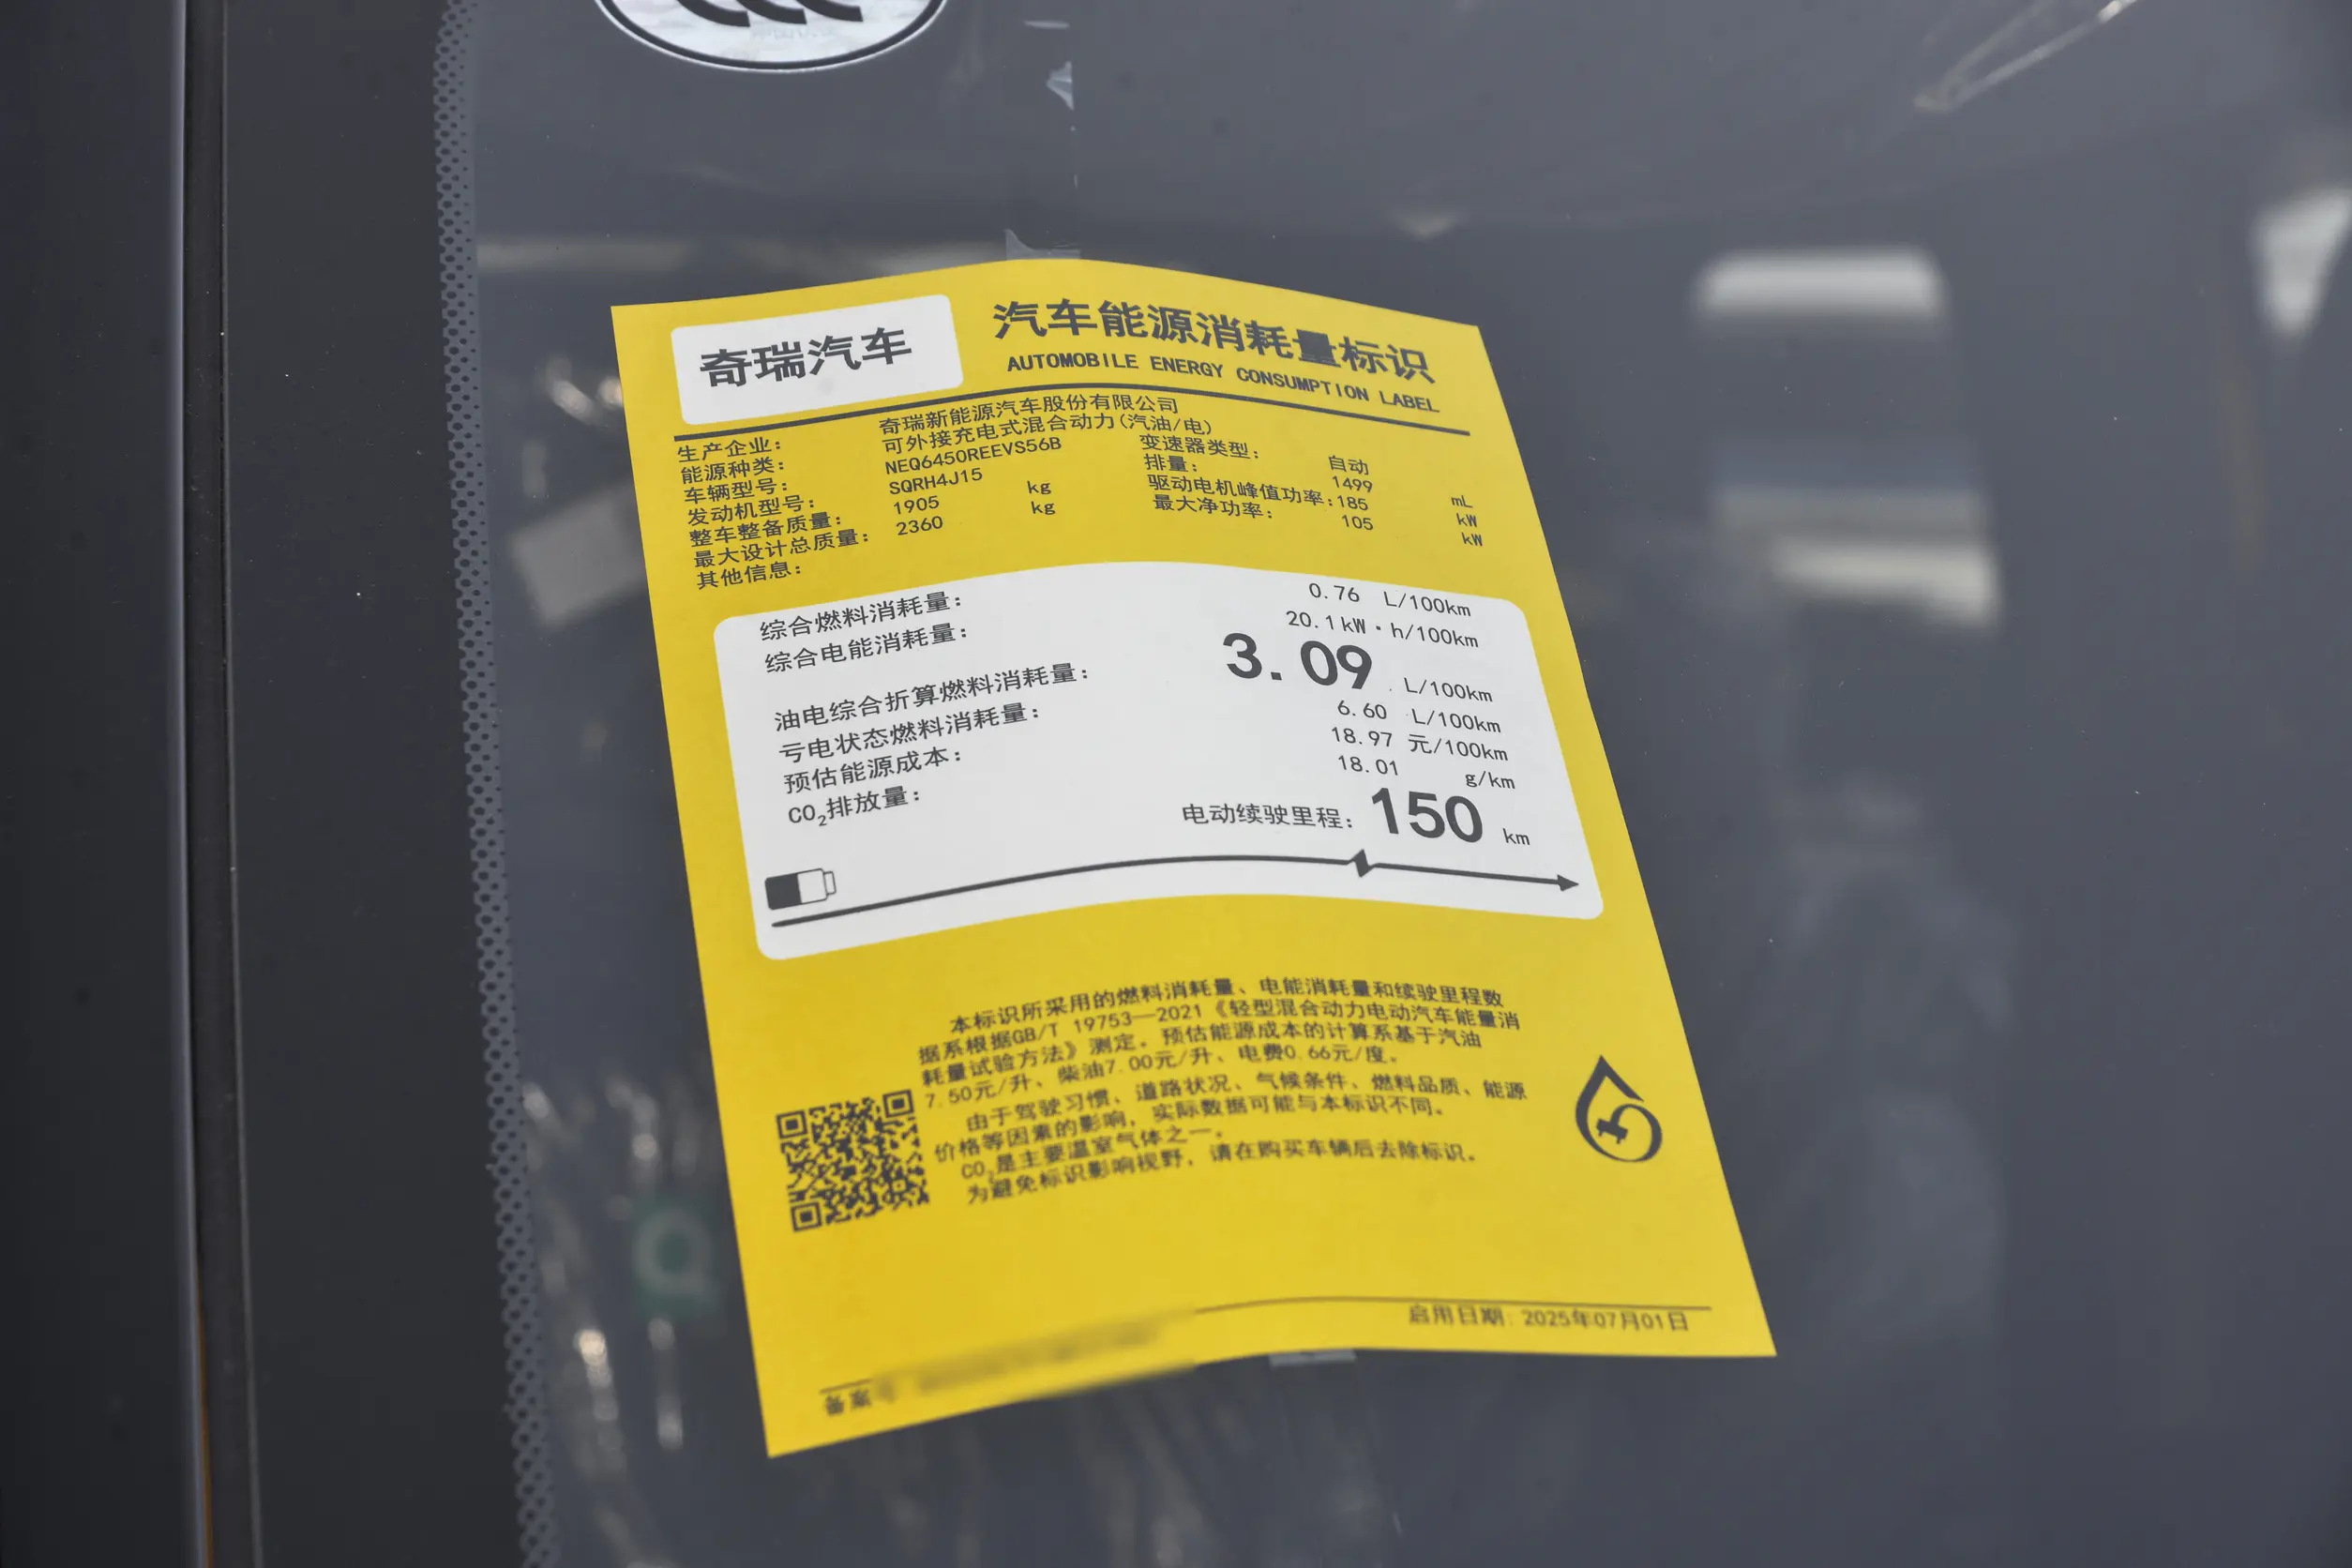 奇瑞汽车
汽车能源消耗量标识
AUTOMOBILE ENERGY CONSUMPTION LABEL
生产企业： 奇瑞新能源汽车股份有限公司
能源种类： 可外接充电式混合动力(汽油/电)
车辆型号： NEQ6450REEVS56B 变速器类型： 自动
发动机型号： SQRH4J15 排量： 1499 mL
整车整备质量： 1905 kg 驱动电机峰值功率：185 kW
最大设计总质量： 2360 kg 最大净功率： 105 kW
其他信息：
综合燃料消耗量： 0.76 L/100km
综合电能消耗量： 20.1kW·h/100km
油电综合折算燃料消耗量： 3.09 L/100km
亏电状态燃料消耗量： 6.60 L/100km
预估能源成本： 18.97 元/100km
CO₂排放量： 18.01 g/km
电动续驶里程：150 km
本标识所采用的燃料消耗量、电能消耗量和续驶里程数
据系根据GB/T 19753—2021《轻型混合动力电动汽车能量消
耗量试验方法》测定。预估能源成本的计算系基于汽油
7.50元/升、柴油7.00元/升、电费0.66元/度。
由于驾驶习惯、道路状况、气候条件、燃料品质、能源
价格等因素的影响，实际数据可能与本标识不同。
CO₂是主要温室气体之一。
为避免标识影响视野，请在购买车辆后去除标识。
启用日期：2025年07月01日
备案号